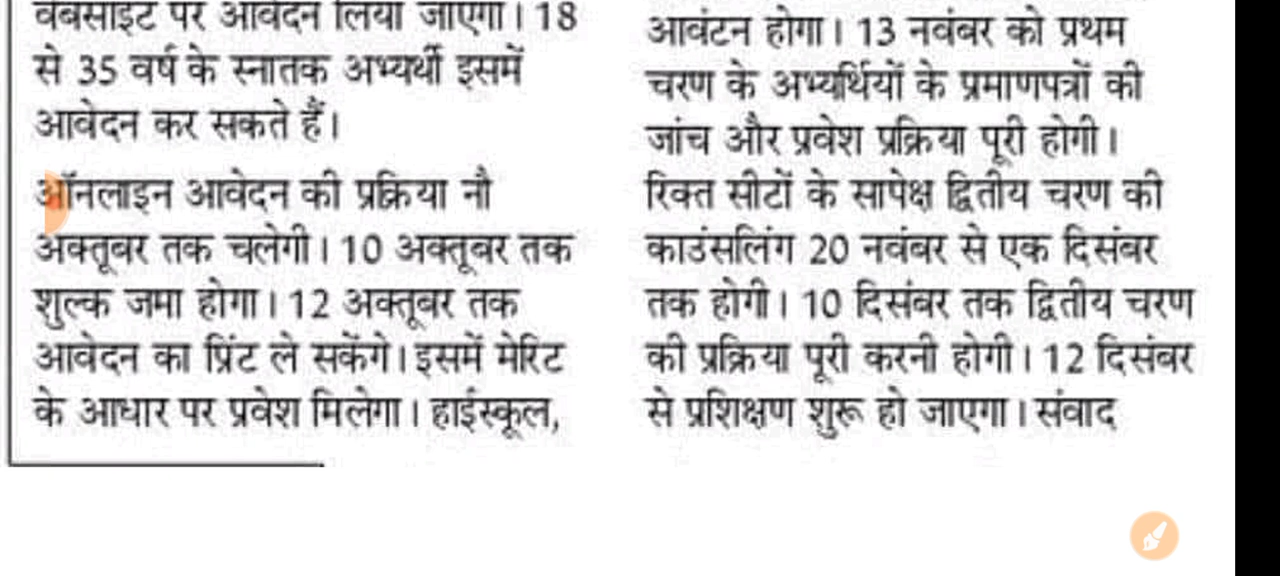 वेबसाइट पर आवेदन लिया जाएगा। 18
से 35 वर्ष के स्नातक अभ्यर्थी इसमें
आवेदन कर सकते हैं।
ऑनलाइन आवेदन की प्रक्रिया नौ
अक्तूबर तक चलेगी। 10 अक्तूबर तक
शुल्क जमा होगा। 12 अक्तूबर तक
आवेदन का प्रिंट ले सकेंगे। इसमें मेरिट
के आधार पर प्रवेश मिलेगा। हाईस्कूल,
आवंटन होगा। 13 नवंबर को प्रथम
चरण के अभ्यर्थियों के प्रमाणपत्रों की
जांच और प्रवेश प्रक्रिया पूरी होगी।
रिक्त सीटों के सापेक्ष द्वितीय चरण की
काउंसलिंग 20 नवंबर से एक दिसंबर
तक होगी। 10 दिसंबर तक द्वितीय चरण
की प्रक्रिया पूरी करनी होगी। 12 दिसंबर
से प्रशिक्षण शुरू हो जाएगा। संवाद